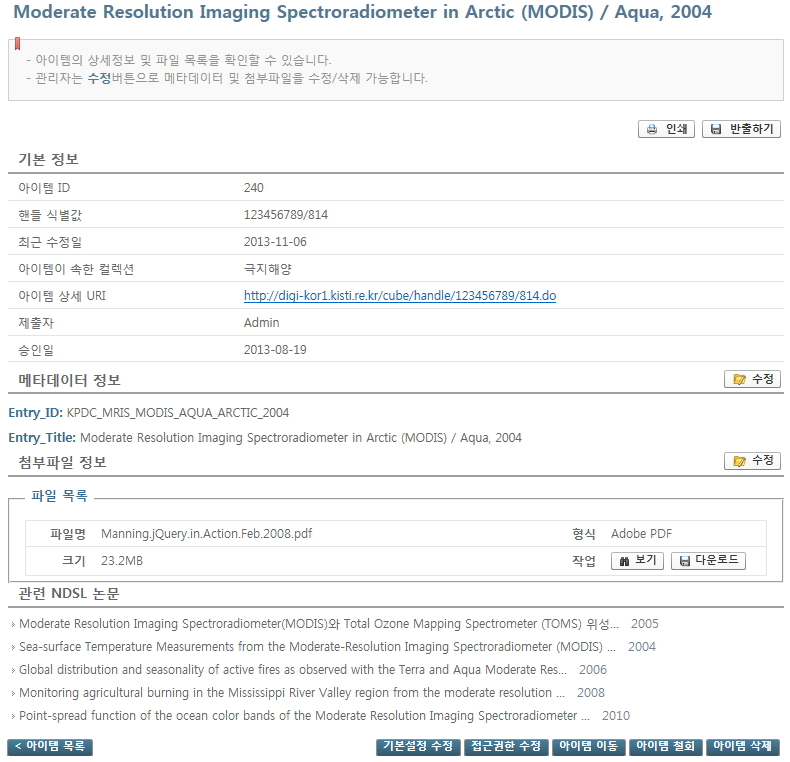 Moderate Resolution Imaging Spectroradiometer in Arctic (MODIS) / Aqua, 2004
- 아이템의 상세정보 및 파일 목록을 확인할 수 있습니다.
- 관리자는 수정버튼으로 메타데이터 및 첨부파일을 수정/삭제 가능합니다.
인쇄 반출하기
기본 정보
아이템 ID 240
핸들 식별값 123456789/814
최근 수정일 2013-11-06
아이템이 속한 컬렉션 극지해양
아이템 상세 URI http://digi-kor1.kisti.re.kr/cube/handle/123456789/814.do
제출자 Admin
승인일 2013-08-19
메타데이터 정보 수정
Entry_ID: KPDC_MRIS_MODIS_AQUA_ARCTIC_2004
Entry_Title: Moderate Resolution Imaging Spectroradiometer in Arctic (MODIS) / Aqua, 2004
첨부파일 정보 수정
파일 목록
파일명 Manning.jQuery.in.Action.Feb.2008.pdf 형식 Adobe PDF
크기 23.2MB 작업 보기 다운로드
관련 NDSL 논문
› Moderate Resolution Imaging Spectroradiometer(MODIS)와 Total Ozone Mapping Spectrometer (TOMS) 위성... 2005
› Sea-surface Temperature Measurements from the Moderate-Resolution Imaging Spectroradiometer (MODIS) ... 2004
› Global distribution and seasonality of active fires as observed with the Terra and Aqua Moderate Res... 2006
› Monitoring agricultural burning in the Mississippi River Valley region from the moderate resolution ... 2008
› Point-spread function of the ocean color bands of the Moderate Resolution Imaging Spectroradiometer ... 2010
< 아이템 목록 기본설정 수정 접근권한 수정 아이템 이동 아이템 철회 아이템 삭제